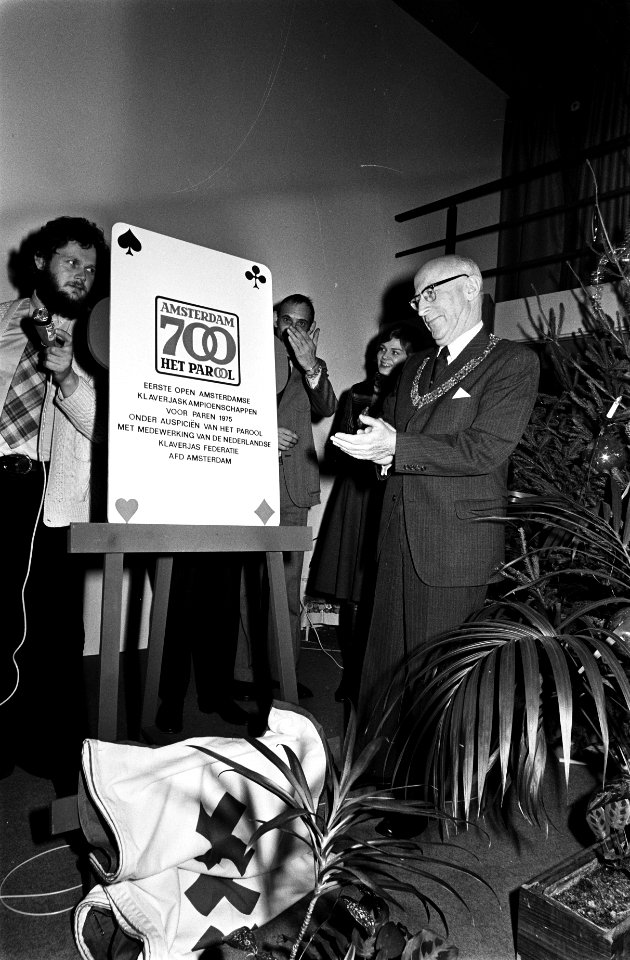 AMSTERDAM
700
HET PAROOL
EERSTE OPEN AMSTERDAMSE
KLAVERJASKAMPIOENSCHAPPEN
VOOR PAREN 1975
ONDER AUSPICIËN VAN HET PAROOL
MET MEDEWERKING VAN DE NEDERLANDSE
KLAVERJAS FEDERATIE
AFD AMSTERDAM